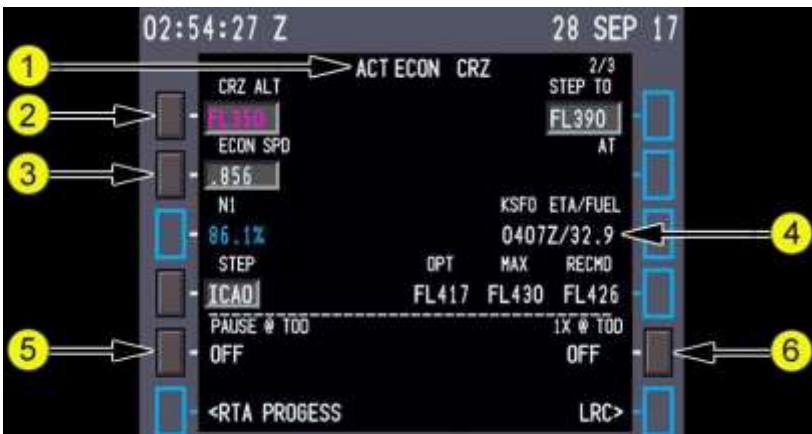 02:54:27 Z 28 SEP 17
1 ACT ECON CRZ 2/3
CRZ ALT STEP TO
2 FL350 FL390
ECON SPD AT
3 .856
N1 KSFO ETA/FUEL
86.1% 0407Z/32.9 4
STEP OPT MAX RECMD
ICAO FL417 FL430 FL426
PAUSE @ TOD 1X @ TOD
5 OFF OFF 6
<RTA PROGESS LRC>